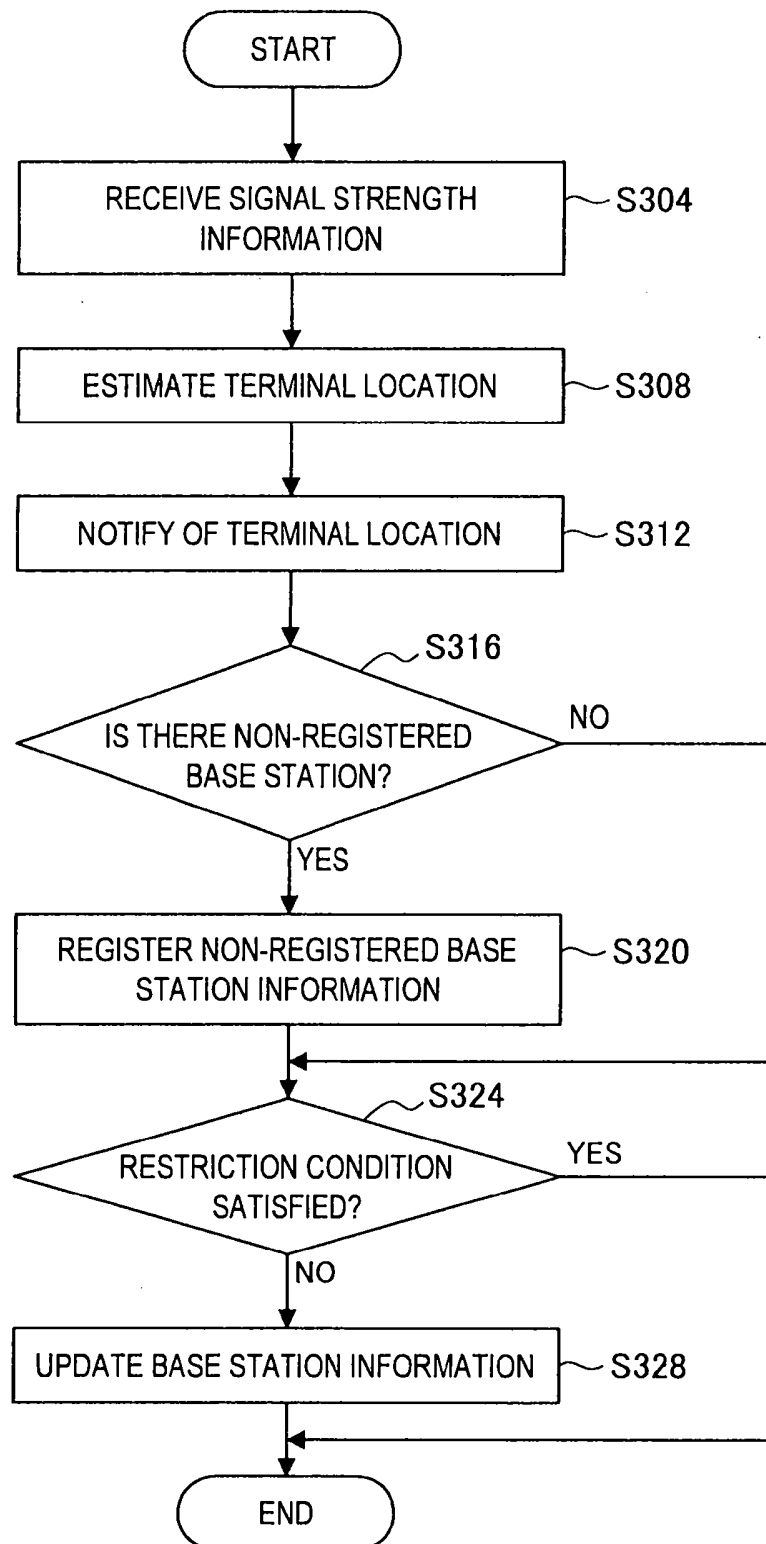 START
RECEIVE SIGNAL STRENGTH
INFORMATION
S304
ESTIMATE TERMINAL LOCATION
S308
NOTIFY OF TERMINAL LOCATION
S312
S316
IS THERE NON-REGISTERED
BASE STATION?
NO
YES
REGISTER NON-REGISTERED BASE
STATION INFORMATION
S320
S324
RESTRICTION CONDITION
SATISFIED?
YES
NO
UPDATE BASE STATION INFORMATION
S328
END